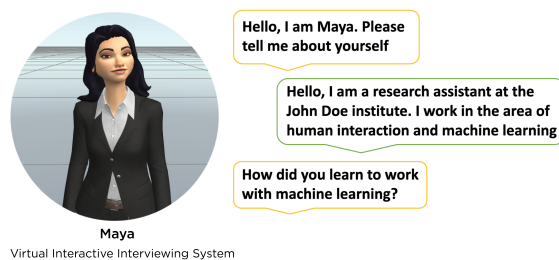 Hello, I am Maya. Please
tell me about yourself
Hello, I am a research assistant at the
John Doe institute. I work in the area of
human interaction and machine learning
How did you learn to work
with machine learning?
Maya
Virtual Interactive Interviewing System